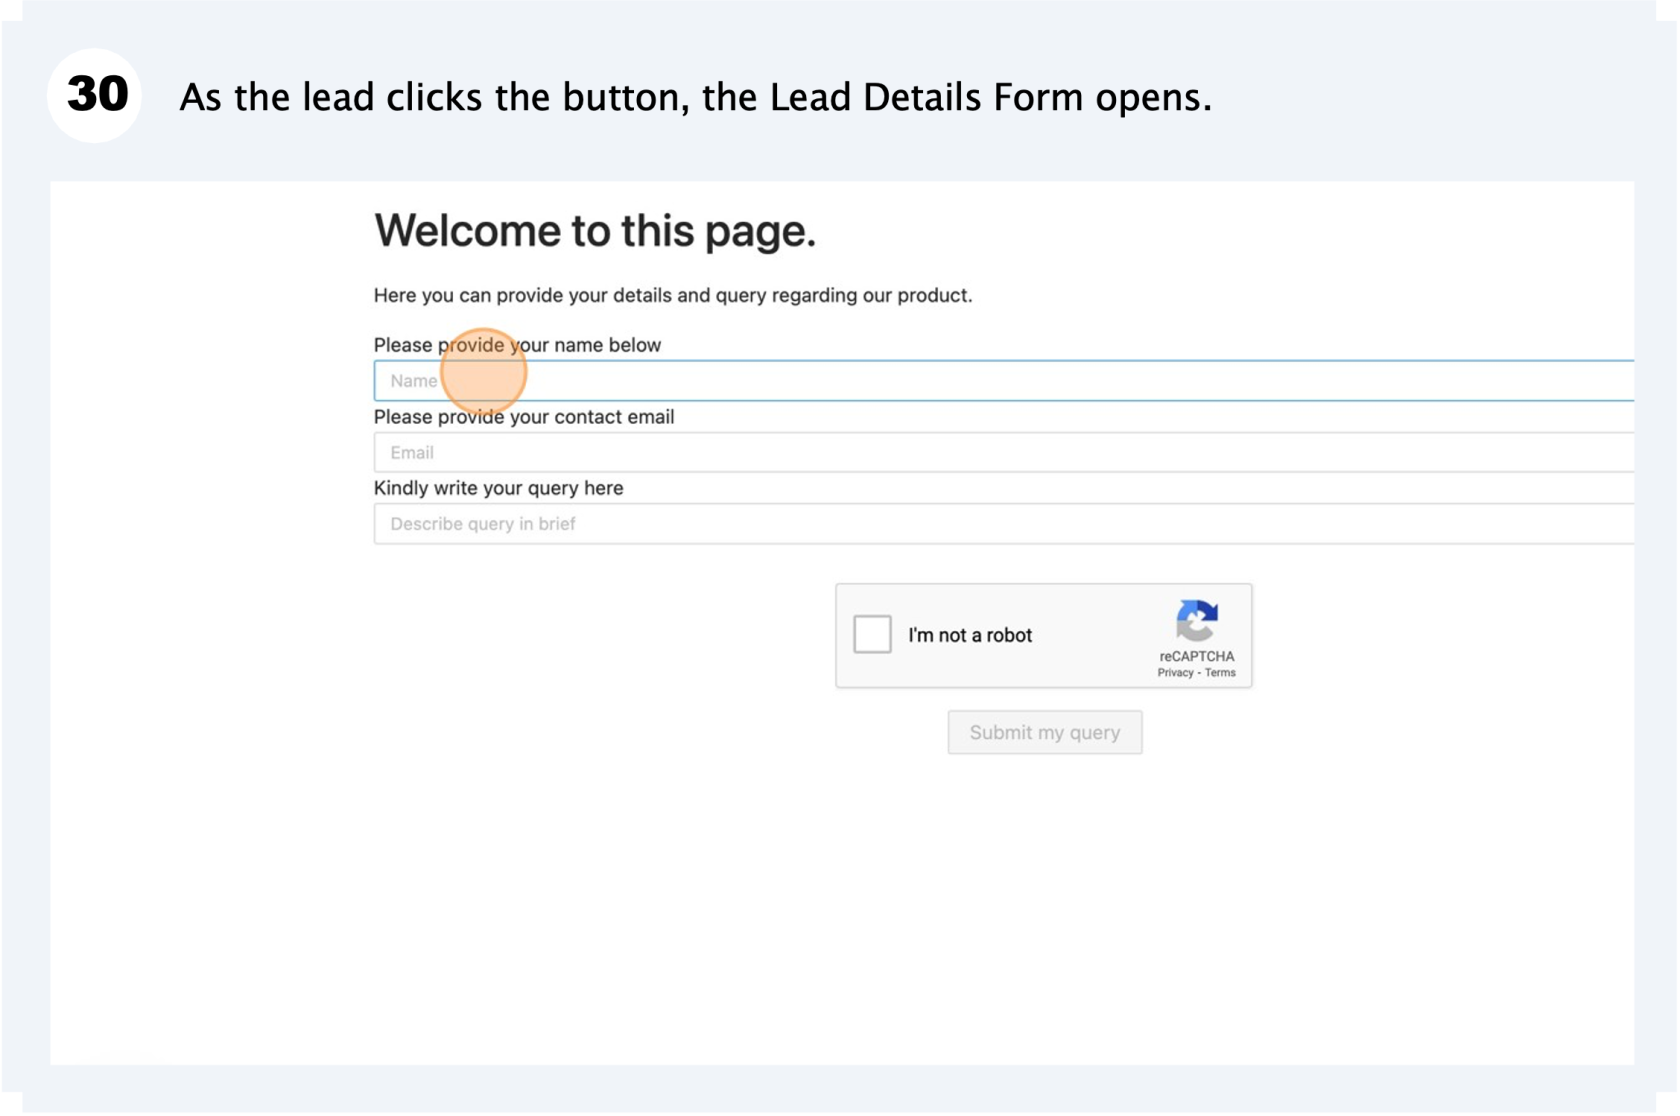 30
As the lead clicks the button, the Lead Details Form opens.
Welcome to this page.
Here you can provide your details and query regarding our product.
Please provide your name below
Name
Please provide your contact email
Email
Kindly write your query here
Describe query in brief
I'm not a robot
reCAPTCHA
Privacy - Terms
Submit my query